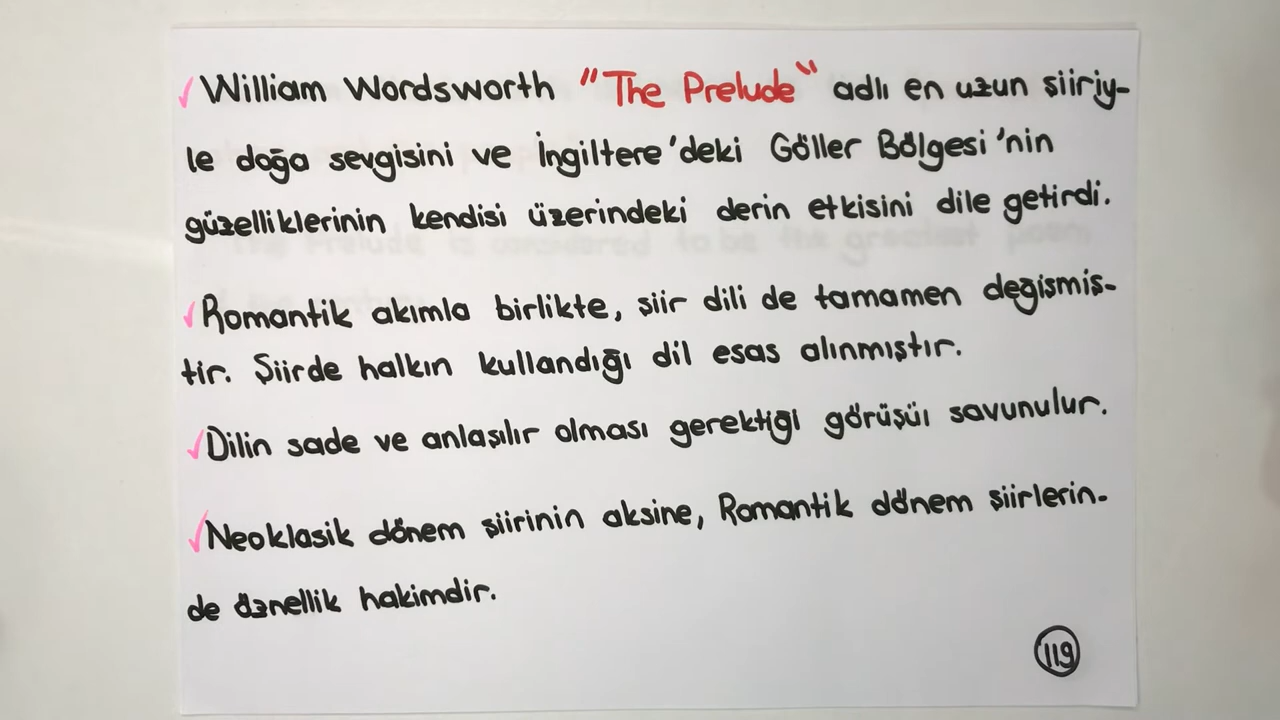 ✓William Wordsworth "The Prelude" adlı en uzun şiiriy-
le doğa sevgisini ve İngiltere'deki Göller Bölgesi'nin
güzelliklerinin kendisi üzerindeki derin etkisini dile getirdi.
✓Romantik akımla birlikte, şiir dili de tamamen değişmiş-
tir. Şiirde halkın kullandığı dil esas alınmıştır.
✓Dilin sade ve anlaşılır olması gerektiği görüşü savunulur.
✓Neoklasik dönem şiirinin aksine, Romantik dönem şiirlerin-
de öznellik hakimdir.
119